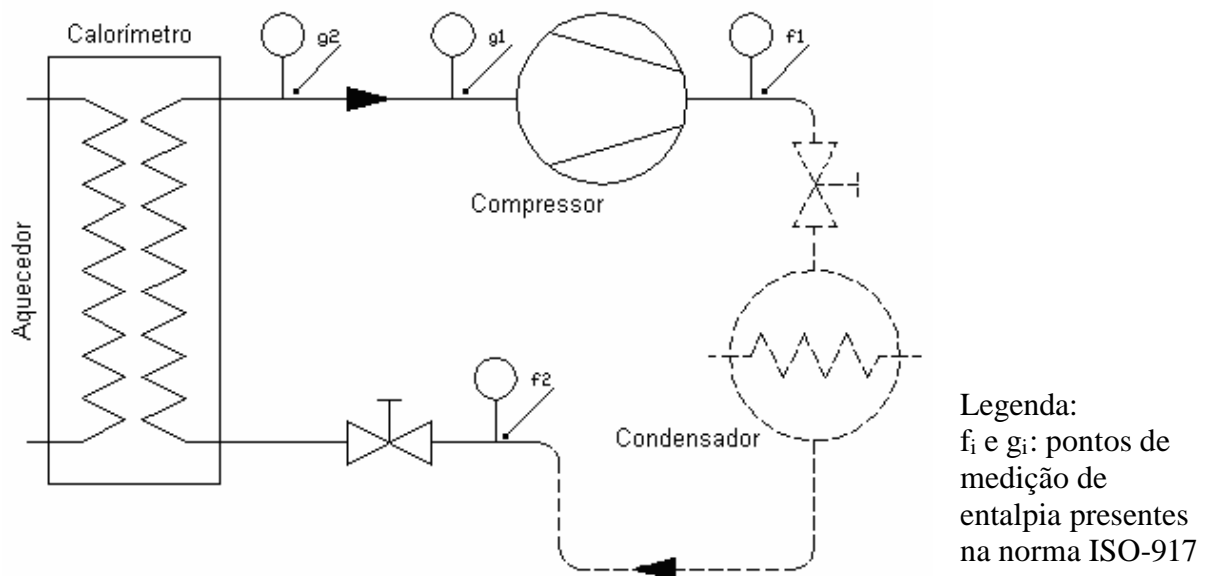 Calorímetro
g2
g1
f1
Compressor
Aquecedor
f2
Condensador
Legenda:
fi e gi: pontos de
medição de
entalpia presentes
na norma ISO-917